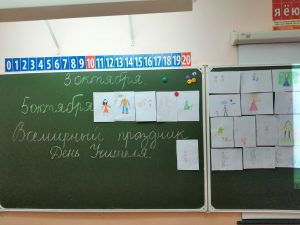 я ё ю
0 1 2 3 4 5 6 7 8 9 10 11 12 13 14 15 16 17 18 19 20
3 октября
5 октября
Всемирный праздник
День Учителя.